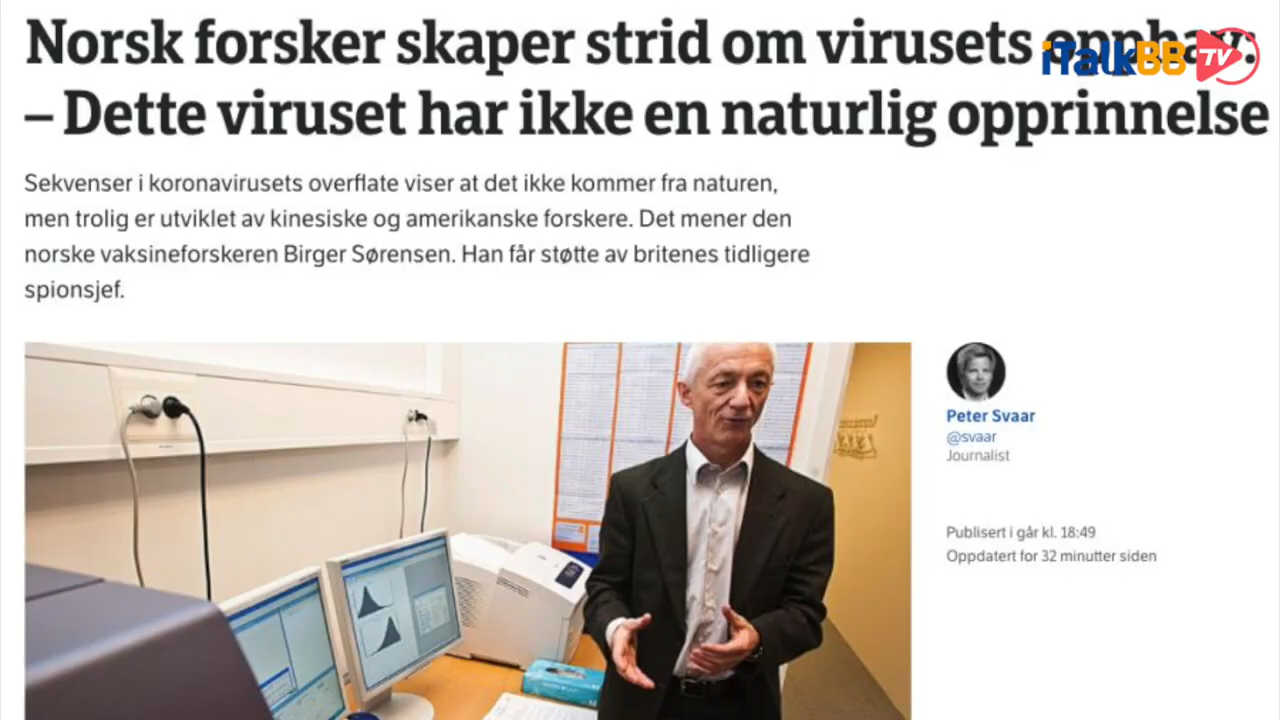 Norsk forsker skaper strid om virusets opphav:
– Dette viruset har ikke en naturlig opprinnelse
iTalkBB TV
Sekvenser i koronavirusets overflate viser at det ikke kommer fra naturen,
men trolig er utviklet av kinesiske og amerikanske forskere. Det mener den
norske vaksineforskeren Birger Sørensen. Han får støtte av britenes tidligere
spionsjef.
Peter Svaar
@svaar
Journalist
Publisert i går kl. 18:49
Oppdatert for 32 minutter siden